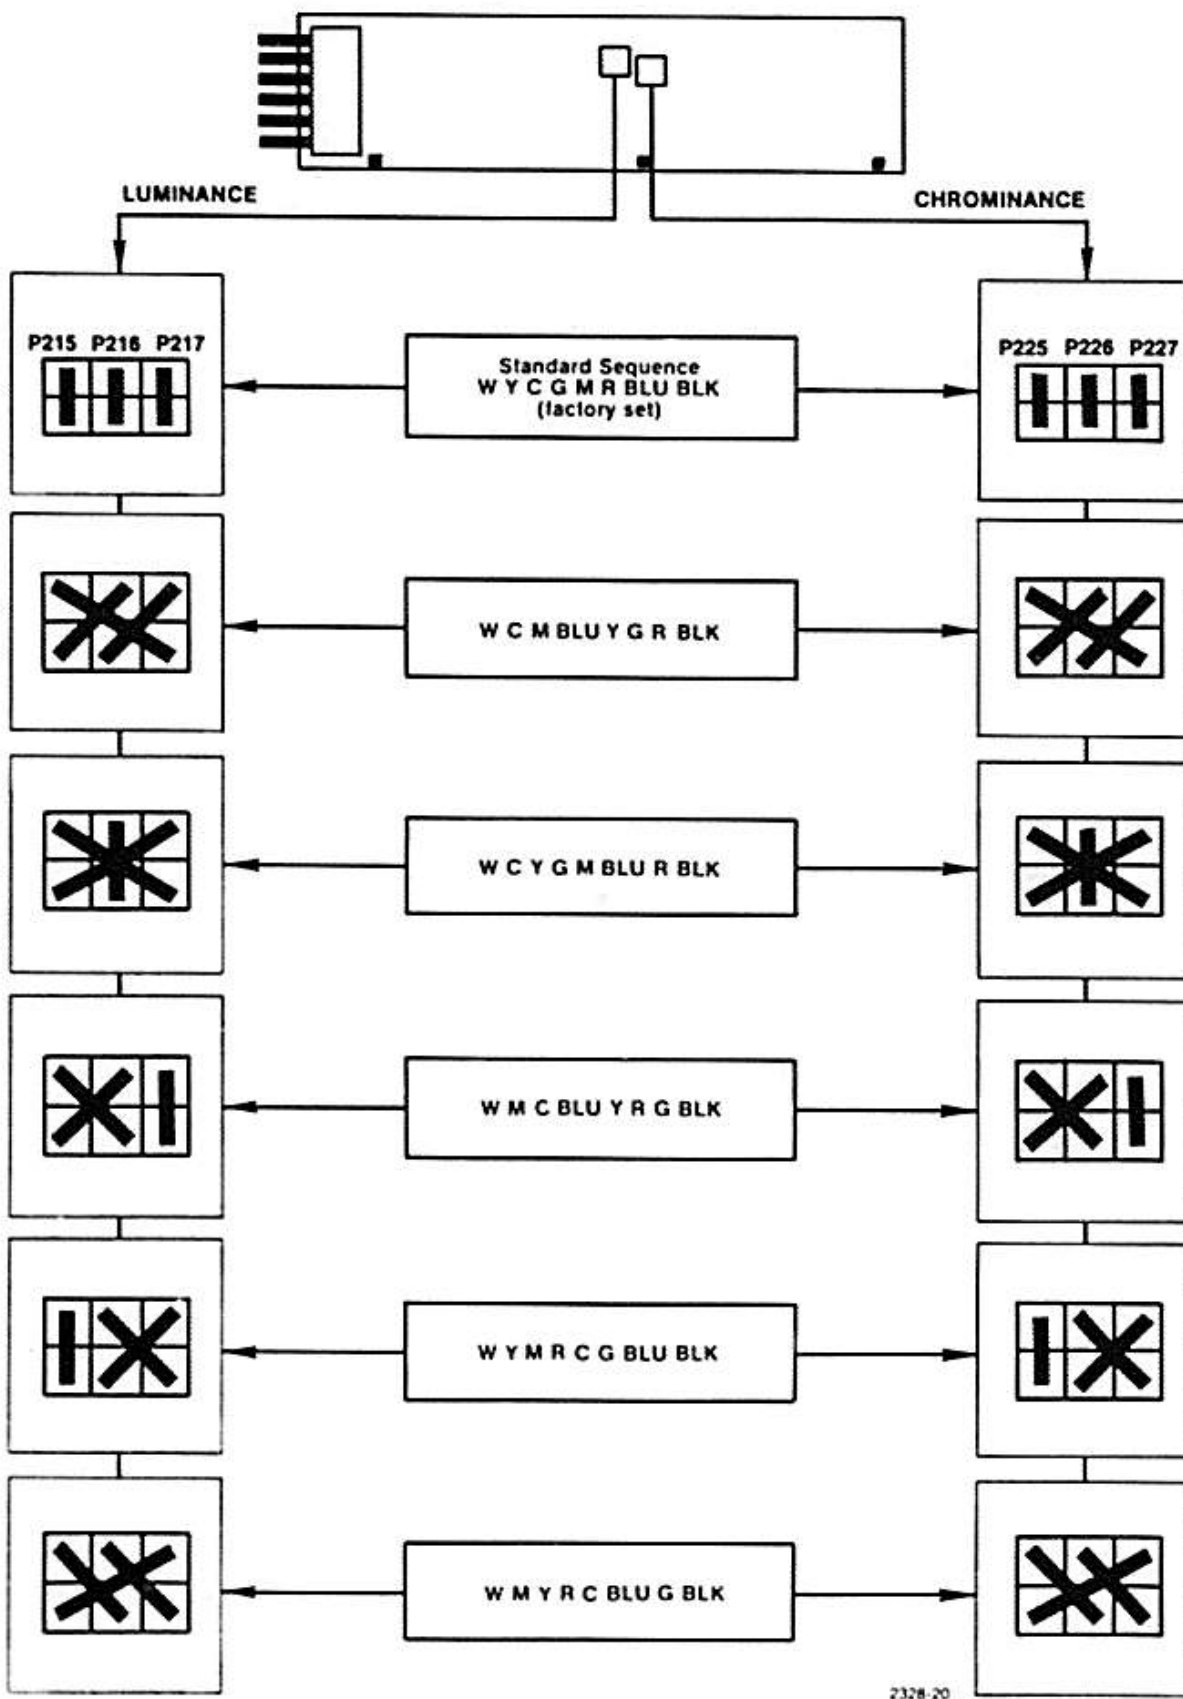 LUMINANCE
CHROMINANCE
P215 P216 P217
Standard Sequence
W Y C G M R BLU BLK
(factory set)
P225 P226 P227
W C M BLU Y G R BLK
W C Y G M BLU R BLK
W M C BLU Y R G BLK
W Y M R C G BLU BLK
W M Y R C BLU G BLK
2328-20